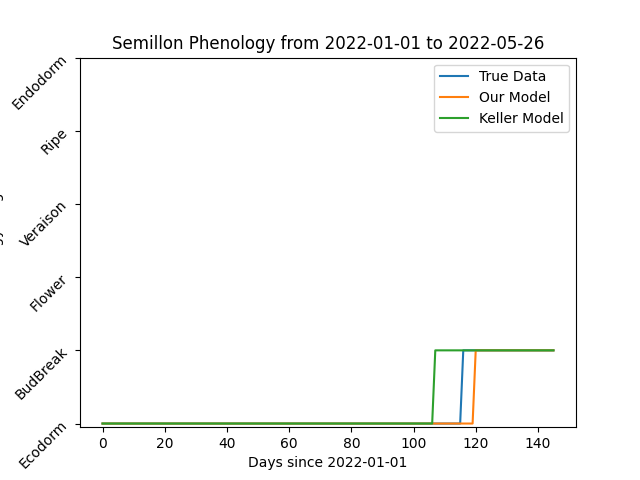 Semillon Phenology from 2022-01-01 to 2022-05-26
True Data
Our Model
Keller Model
Endodorm
Ripe
Veraison
Flower
BudBreak
Ecodorm
0 20 40 60 80 100 120 140
Days since 2022-01-01